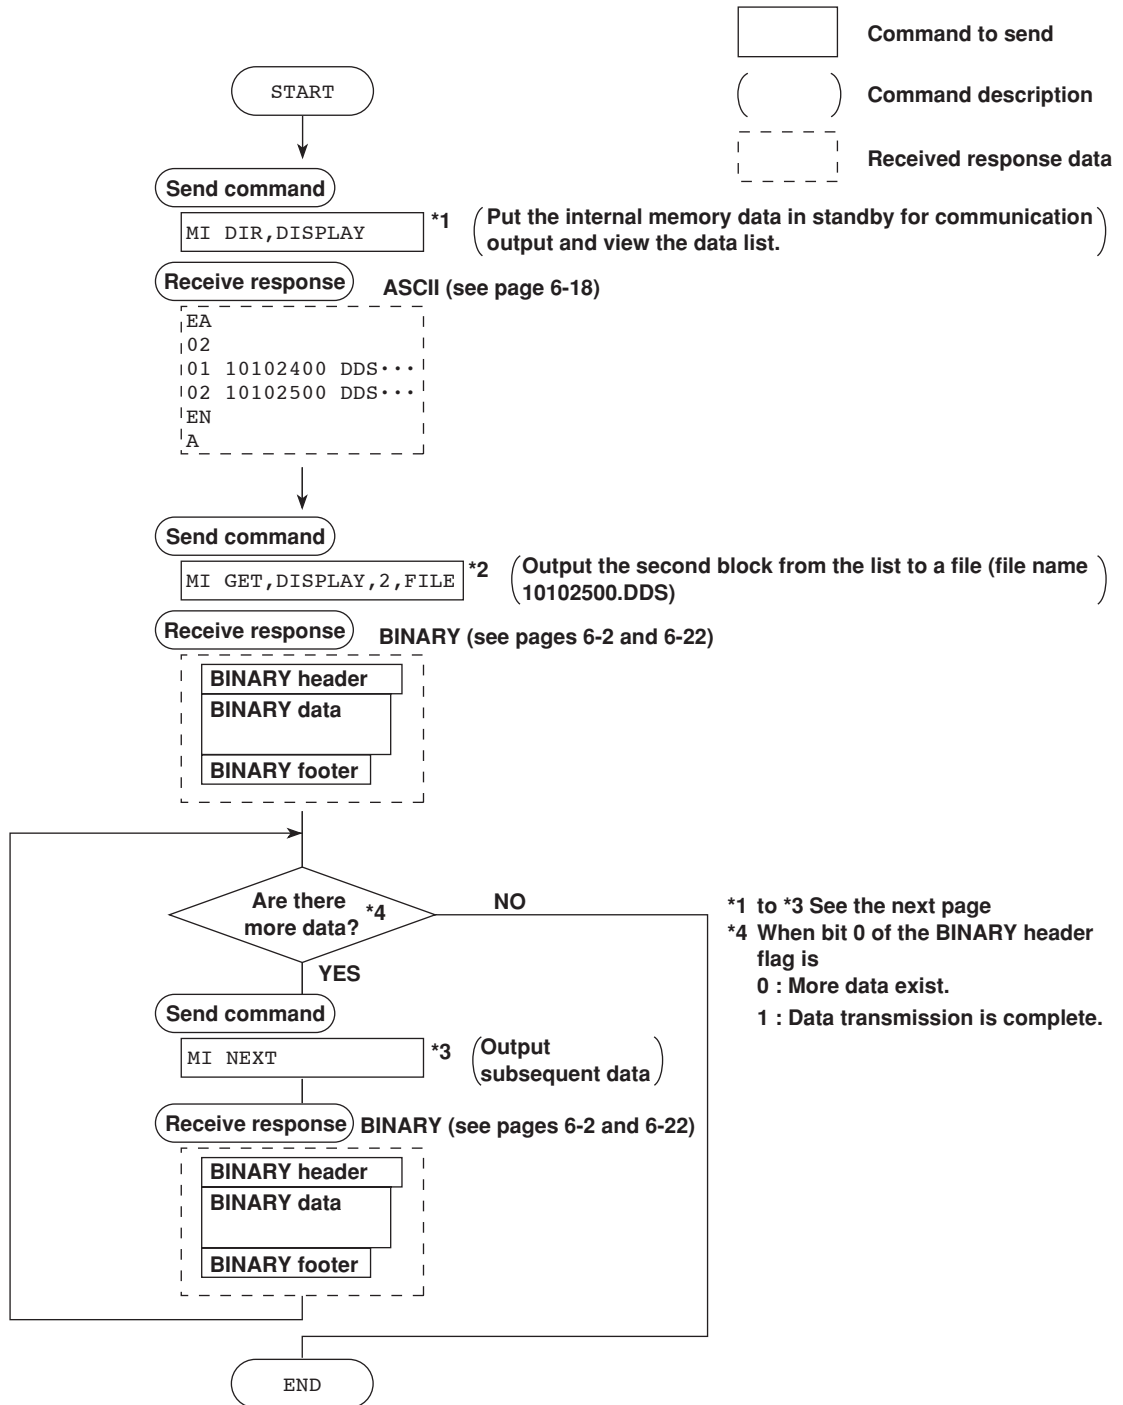 Command to send
START
Command description
Received response data
Send command
MI DIR,DISPLAY
*1
Put the internal memory data in standby for communication
output and view the data list.
Receive response
ASCII (see page 6-18)
EA
02
01 10102400 DDS···
02 10102500 DDS···
EN
A
Send command
MI GET,DISPLAY,2,FILE
*2
Output the second block from the list to a file (file name
10102500.DDS)
Receive response
BINARY (see pages 6-2 and 6-22)
BINARY header
BINARY data
BINARY footer
Are there
more data?
*4
NO
YES
*1 to *3 See the next page
*4 When bit 0 of the BINARY header
flag is
0 : More data exist.
1 : Data transmission is complete.
Send command
MI NEXT
*3
Output
subsequent data
Receive response
BINARY (see pages 6-2 and 6-22)
BINARY header
BINARY data
BINARY footer
END